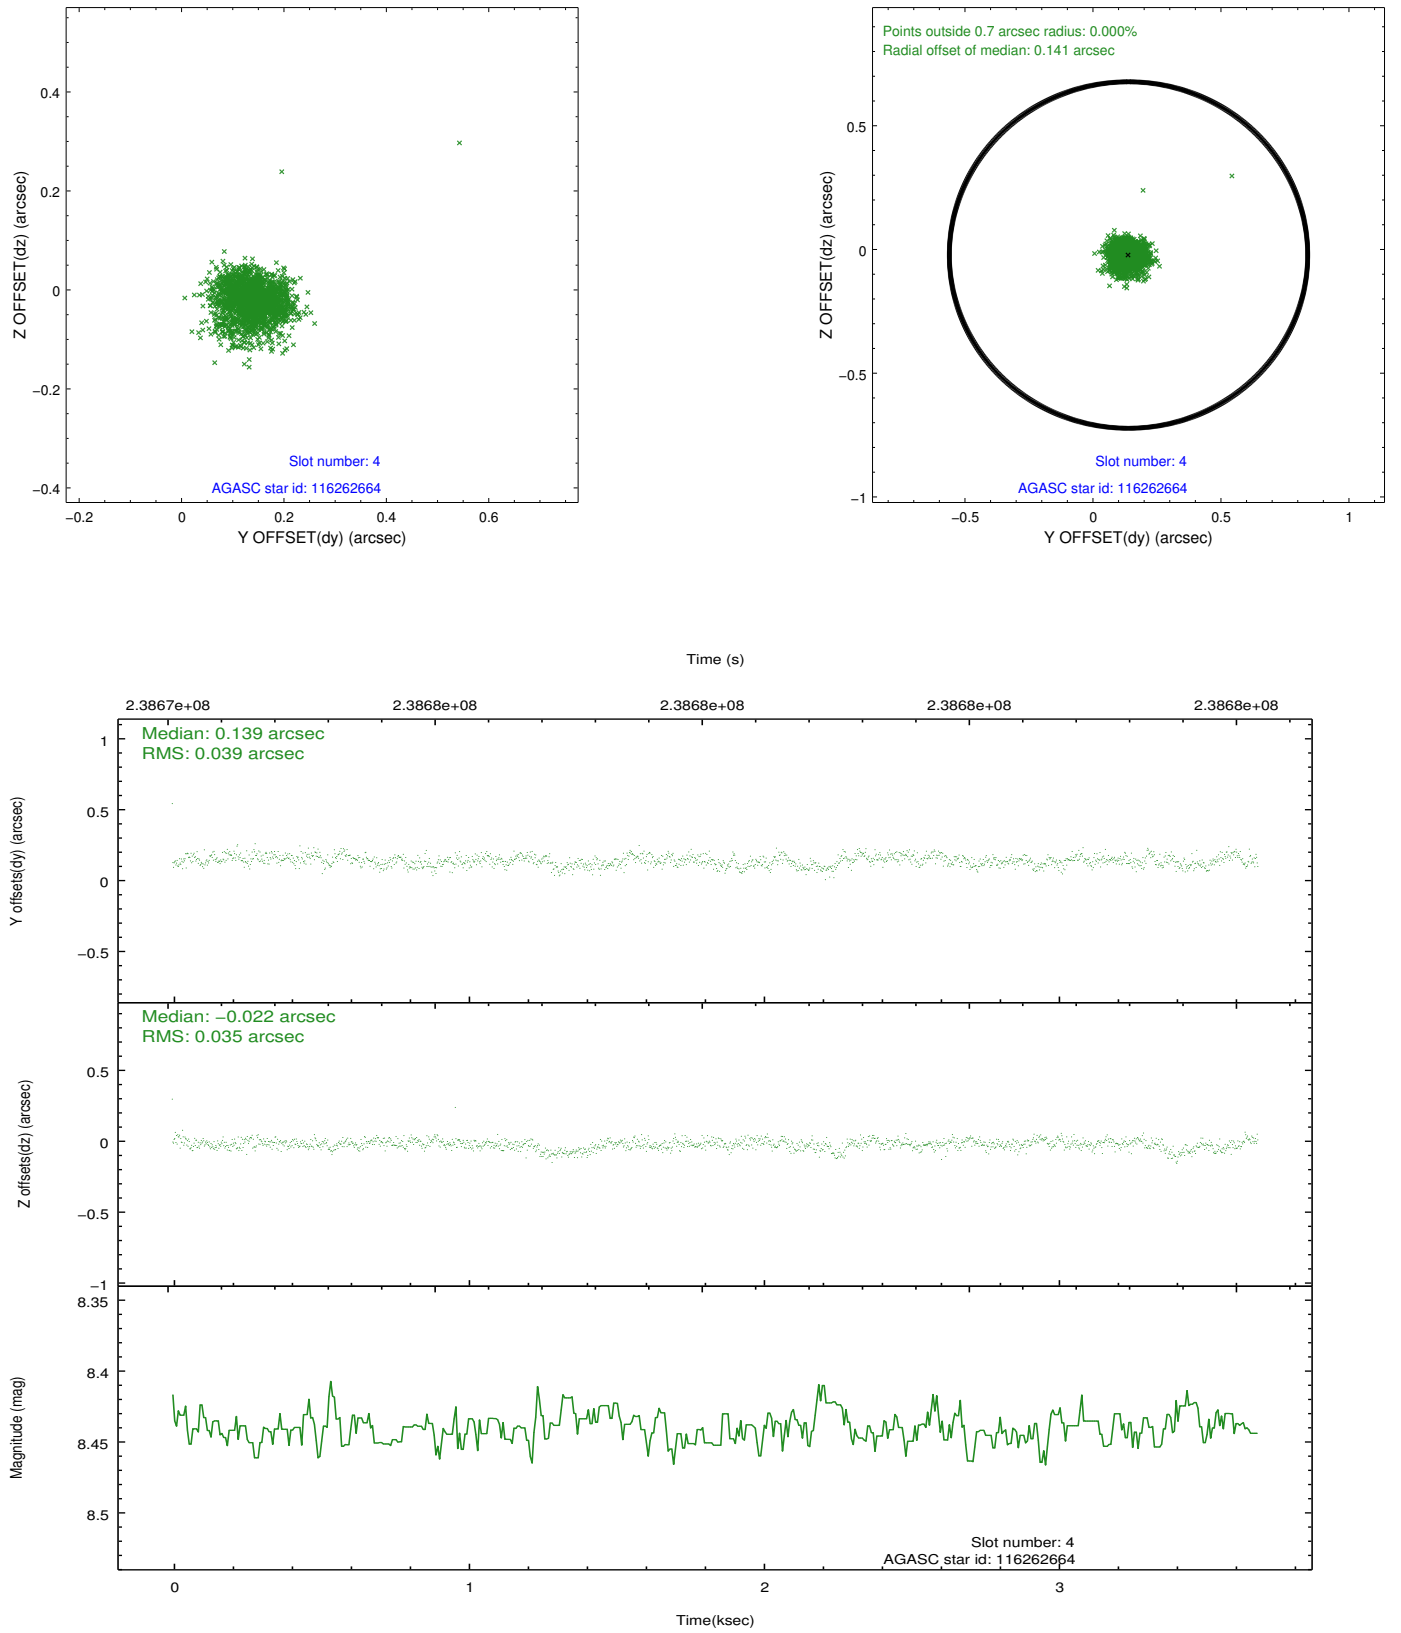 0.4
0.2
0
−0.2
−0.4
Z OFFSET(dz) (arcsec)
Slot number: 4
AGASC star id: 116262664
−0.2 0 0.2 0.4 0.6
Y OFFSET(dy) (arcsec)
Points outside 0.7 arcsec radius: 0.000%
Radial offset of median: 0.141 arcsec
0.5
0
−0.5
−1
Z OFFSET(dz) (arcsec)
Slot number: 4
AGASC star id: 116262664
−0.5 0 0.5 1
Y OFFSET(dy) (arcsec)
Time (s)
2.3867e+08 2.3868e+08 2.3868e+08 2.3868e+08 2.3868e+08
Median: 0.139 arcsec
RMS: 0.039 arcsec
1
0.5
0
−0.5
Y offsets(dy) (arcsec)
Median: −0.022 arcsec
RMS: 0.035 arcsec
0.5
0
−0.5
−1
Z offsets(dz) (arcsec)
8.35
8.4
8.45
8.5
Magnitude (mag)
Slot number: 4
AGASC star id: 116262664
0 1 2 3
Time(ksec)